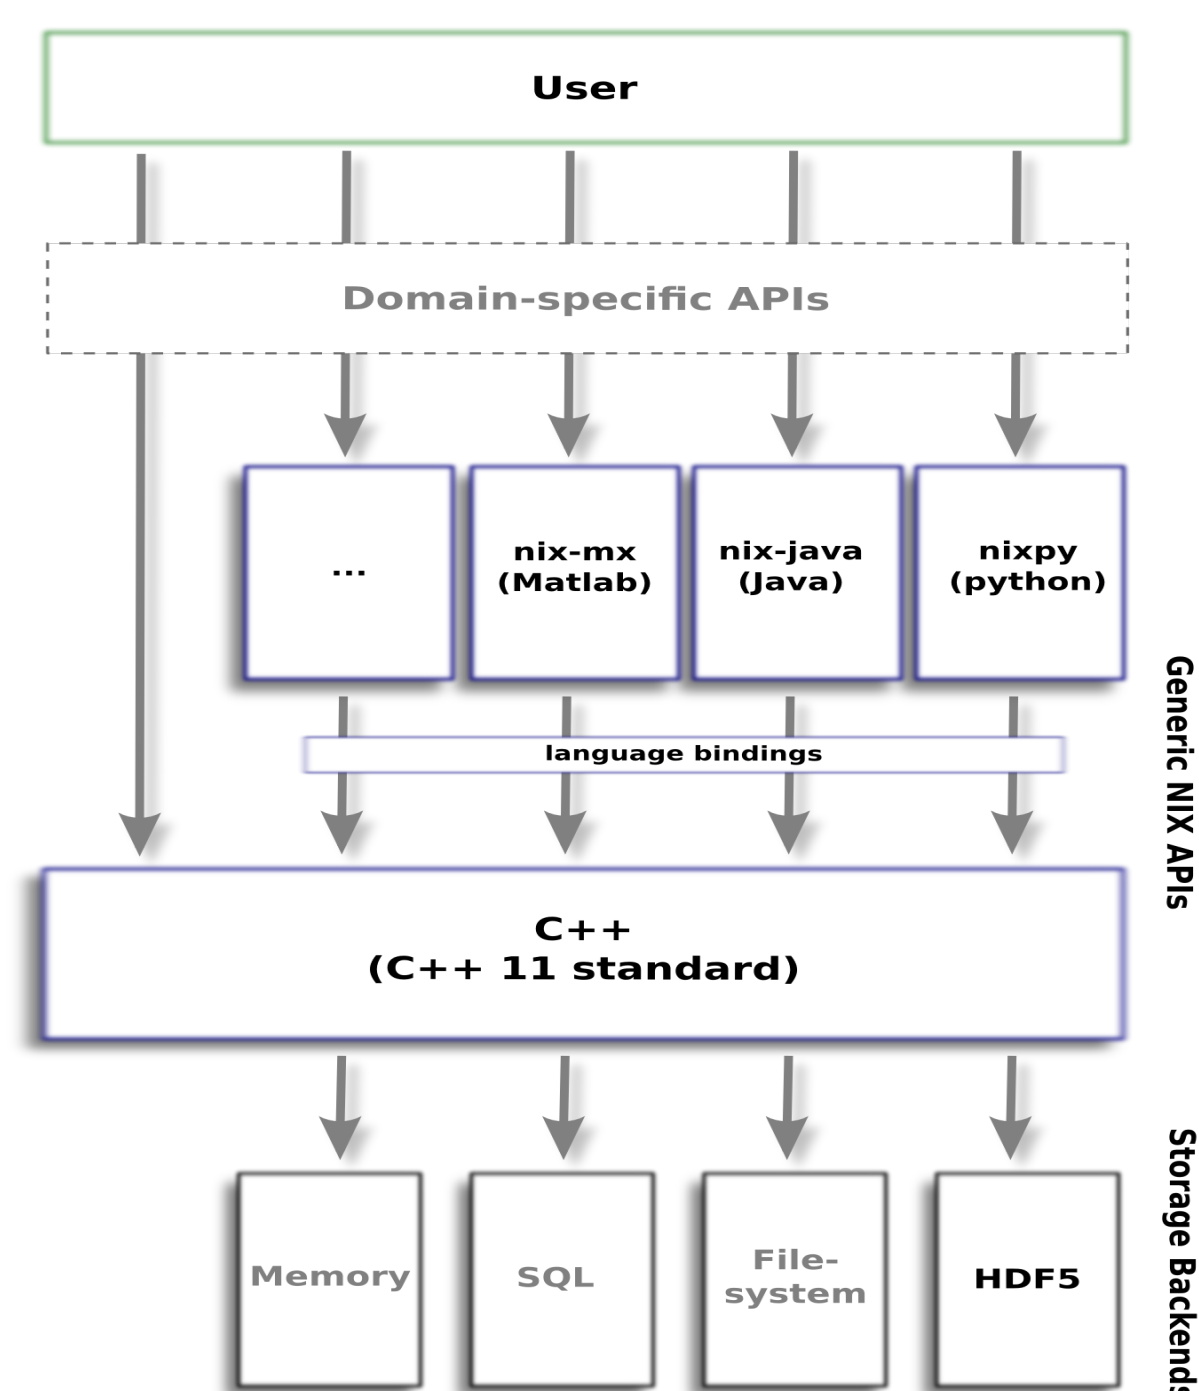 User
Domain-specific APIs
...
nix-mx
(Matlab)
nix-java
(Java)
nixpy
(python)
language bindings
Generic NIX APIs
C++
(C++ 11 standard)
Memory
SQL
File-
system
HDF5
Storage Backends